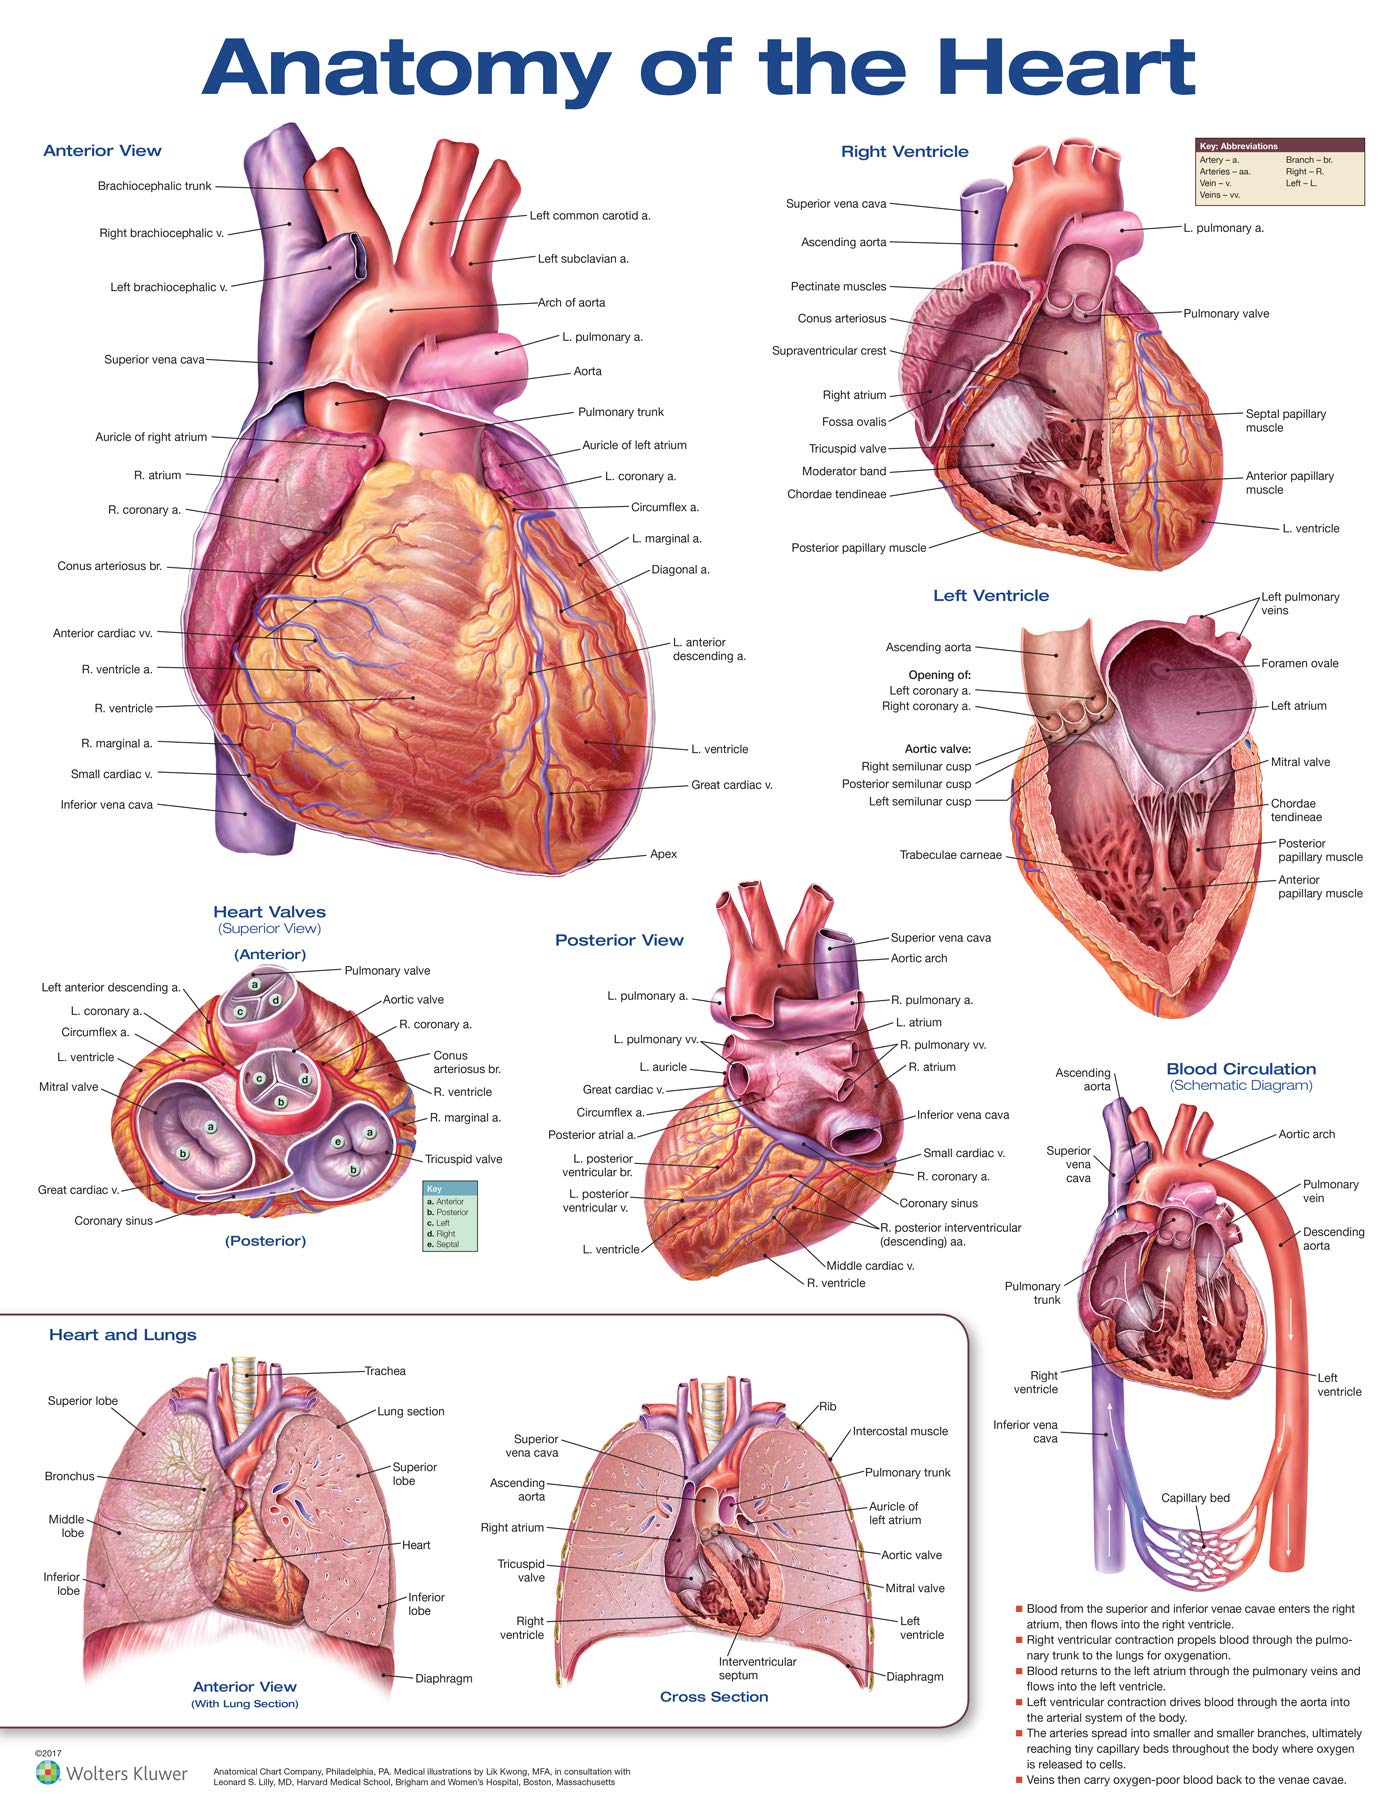 Anatomy of the Heart
Anterior View
Brachiocephalic trunk
Right brachiocephalic v.
Left brachiocephalic v.
Superior vena cava
Auricle of right atrium
R. atrium
R. coronary a.
Conus arteriosus br.
Anterior cardiac vv.
R. ventricle a.
R. ventricle
R. marginal a.
Small cardiac v.
Inferior vena cava
Left common carotid a.
Left subclavian a.
Arch of aorta
L. pulmonary a.
Aorta
Pulmonary trunk
Auricle of left atrium
L. coronary a.
Circumflex a.
L. marginal a.
Diagonal a.
L. anterior
descending a.
L. ventricle
Great cardiac v.
Apex
Right Ventricle
Superior vena cava
Ascending aorta
Pectinate muscles
Conus arteriosus
Supraventricular crest
Right atrium
Fossa ovalis
Tricuspid valve
Moderator band
Chordae tendineae
Posterior papillary muscle
L. pulmonary a.
Pulmonary valve
Septal papillary
muscle
Anterior papillary
muscle
L. ventricle
Key: Abbreviations
Artery – a.
Arteries – aa.
Vein – v.
Veins – vv.
Branch – br.
Right – R.
Left – L.
Left Ventricle
Ascending aorta
Opening of:
Left coronary a.
Right coronary a.
Aortic valve:
Right semilunar cusp
Posterior semilunar cusp
Left semilunar cusp
Trabeculae carneae
Left pulmonary
veins
Foramen ovale
Left atrium
Mitral valve
Chordae
tendineae
Posterior
papillary muscle
Anterior
papillary muscle
Heart Valves
(Superior View)
(Anterior)
Left anterior descending a.
L. coronary a.
Circumflex a.
L. ventricle
Mitral valve
Great cardiac v.
Coronary sinus
Pulmonary valve
Aortic valve
R. coronary a.
Conus
arteriosus br.
R. ventricle
R. marginal a.
Tricuspid valve
a
d
c
c
d
b
a
b
a
e
b
(Posterior)
Key
a. Anterior
b. Posterior
c. Left
d. Right
e. Septal
Posterior View
L. pulmonary a.
L. pulmonary vv.
L. auricle
Great cardiac v.
Circumflex a.
Posterior atrial a.
L. posterior
ventricular br.
L. posterior
ventricular v.
L. ventricle
Superior vena cava
Aortic arch
R. pulmonary a.
L. atrium
R. pulmonary vv.
R. atrium
Inferior vena cava
Small cardiac v.
R. coronary a.
Coronary sinus
R. posterior interventricular
(descending) aa.
Middle cardiac v.
R. ventricle
Blood Circulation
(Schematic Diagram)
Ascending
aorta
Superior
vena
cava
Pulmonary
trunk
Right
ventricle
Inferior vena
cava
Aortic arch
Pulmonary
vein
Descending
aorta
Left
ventricle
Capillary bed
Blood from the superior and inferior venae cavae enters the right
atrium, then flows into the right ventricle.
Right ventricular contraction propels blood through the pulmo-
nary trunk to the lungs for oxygenation.
Blood returns to the left atrium through the pulmonary veins and
flows into the left ventricle.
Left ventricular contraction drives blood through the aorta into
the arterial system of the body.
The arteries spread into smaller and smaller branches, ultimately
reaching tiny capillary beds throughout the body where oxygen
is released to cells.
Veins then carry oxygen-poor blood back to the venae cavae.
Heart and Lungs
Superior lobe
Bronchus
Middle
lobe
Inferior
lobe
Trachea
Lung section
Superior
lobe
Heart
Inferior
lobe
Diaphragm
Anterior View
(With Lung Section)
Superior
vena cava
Ascending
aorta
Right atrium
Tricuspid
valve
Right
ventricle
Rib
Intercostal muscle
Pulmonary trunk
Auricle of
left atrium
Aortic valve
Mitral valve
Left
ventricle
Interventricular
septum
Diaphragm
Cross Section
©2017
Wolters Kluwer
Anatomical Chart Company, Philadelphia, PA. Medical illustrations by Lik Kwong, MFA, in consultation with
Leonard S. Lilly, MD, Harvard Medical School, Brigham and Women's Hospital, Boston, Massachusetts